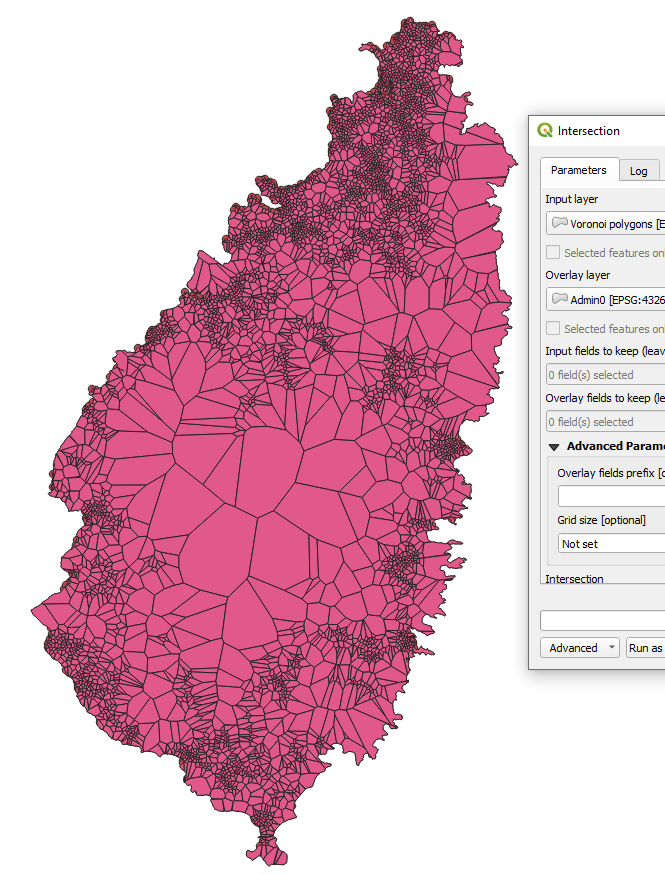 Intersection
Parameters
Log
Input layer
Voronoi polygons [E
Selected features on
Overlay layer
Admin0 [EPSG:4326
Selected features on
Input fields to keep (leav
0 field(s) selected
Overlay fields to keep (le
0 field(s) selected
Advanced Parame
Overlay fields prefix [o
Grid size [optional]
Not set
Intersection
Advanced
Run as